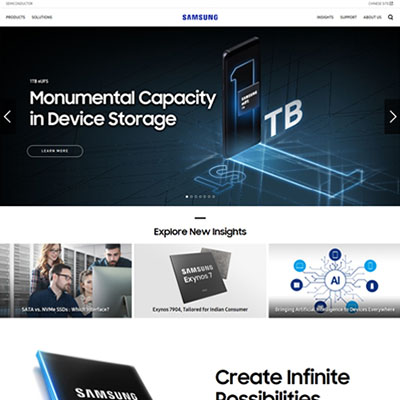 SEMICONDUCTOR
CHINESE SITE
PRODUCTS SOLUTIONS SAMSUNG INSIGHTS SUPPORT ABOUT US
1TB eUFS
Monumental Capacity
in Device Storage
LEARN MORE
SAMSUNG
1TB
Explore New Insights
SAMSUNG
Exynos 7
AI
SATA vs. NVMe SSDs : Which Interface?
Exynos 7904, Tailored for Indian Consumer
Bringing Artificial Intelligence to Devices Everywhere
SAMSUNG
Create Infinite
Possibilities